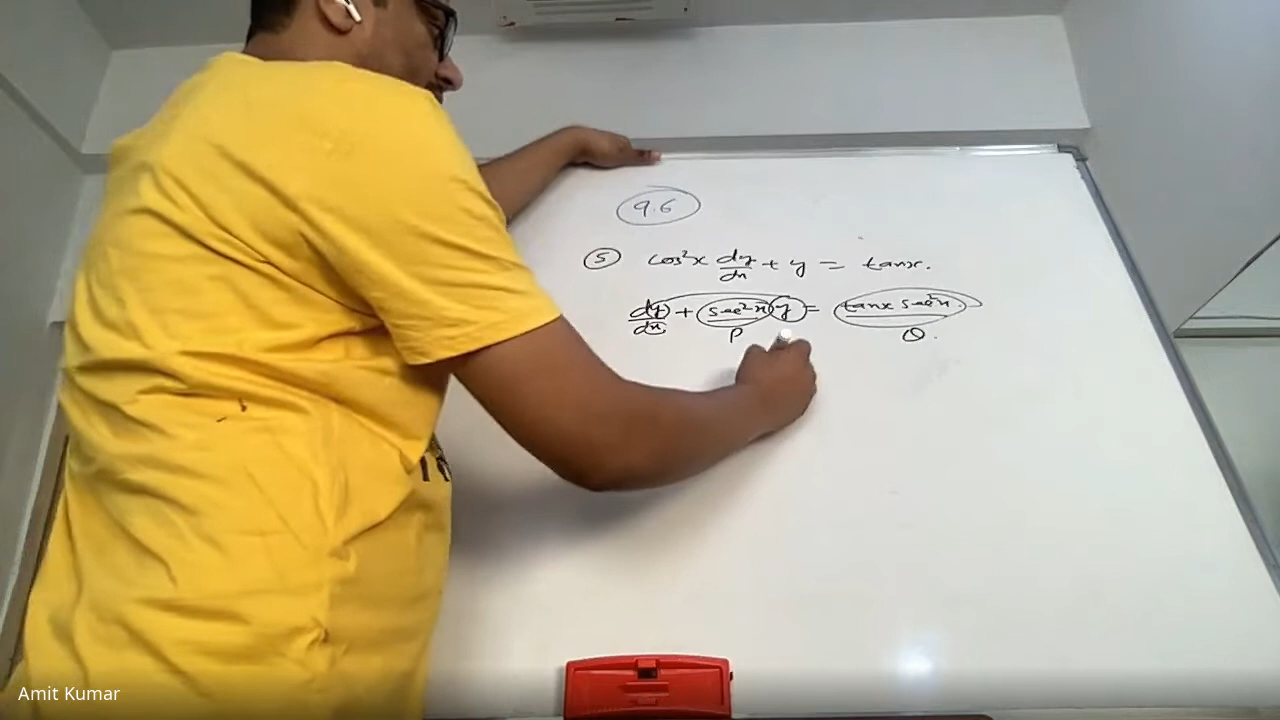 9.6
5 cos²x dy/dx + y = tanx.
dy/dx + sec²x y = tanx sec²x.
P Q.
Amit Kumar